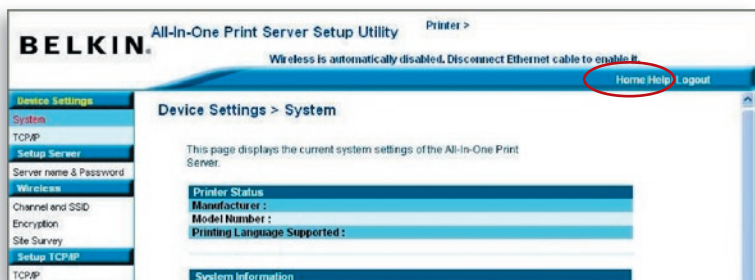 BELKIN.
All-In-One Print Server Setup Utility
Printer >
Wireless is automatically disabled. Disconnect Ethernet cable to enable it.
Home Help Logout
Device Settings
System
TCP/IP
Setup Server
Server name & Password
Wireless
Channel and SSID
Encryption
Site Survey
Setup TCP/IP
TCP/IP
Device Settings > System
This page displays the current system settings of the All-In-One Print
Server.
Printer Status
Manufacturer :
Model Number :
Printing Language Supported :
System Information